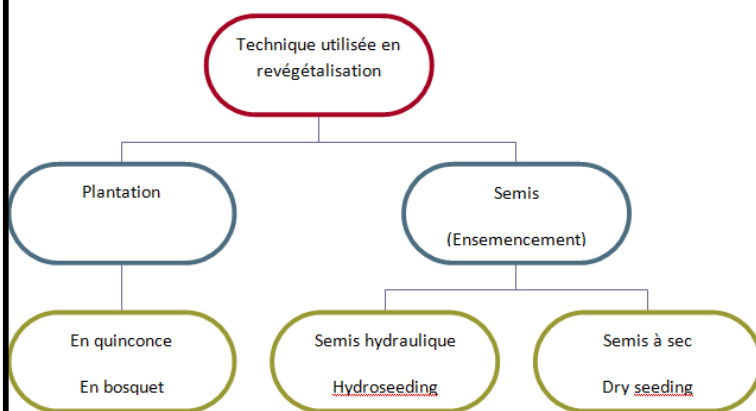 Technique utilisée en
revégétalisation
Plantation
Semis
(Ensemencement)
En quinconce
En bosquet
Semis hydraulique
Hydroseeding
Semis à sec
Dry seeding